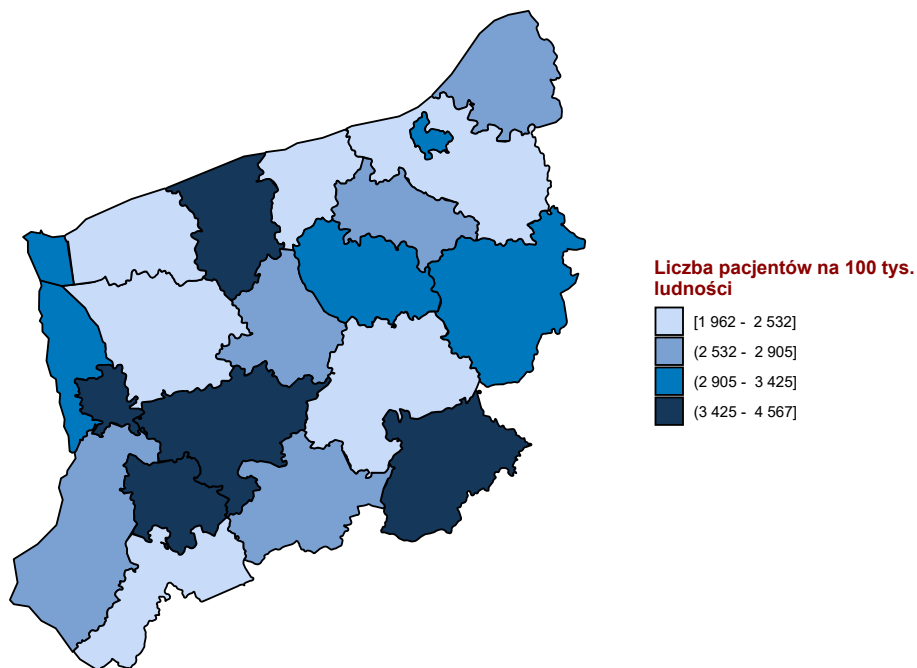 Liczba pacjentów na 100 tys.
ludności
[1 962 - 2 532]
(2 532 - 2 905]
(2 905 - 3 425]
(3 425 - 4 567]